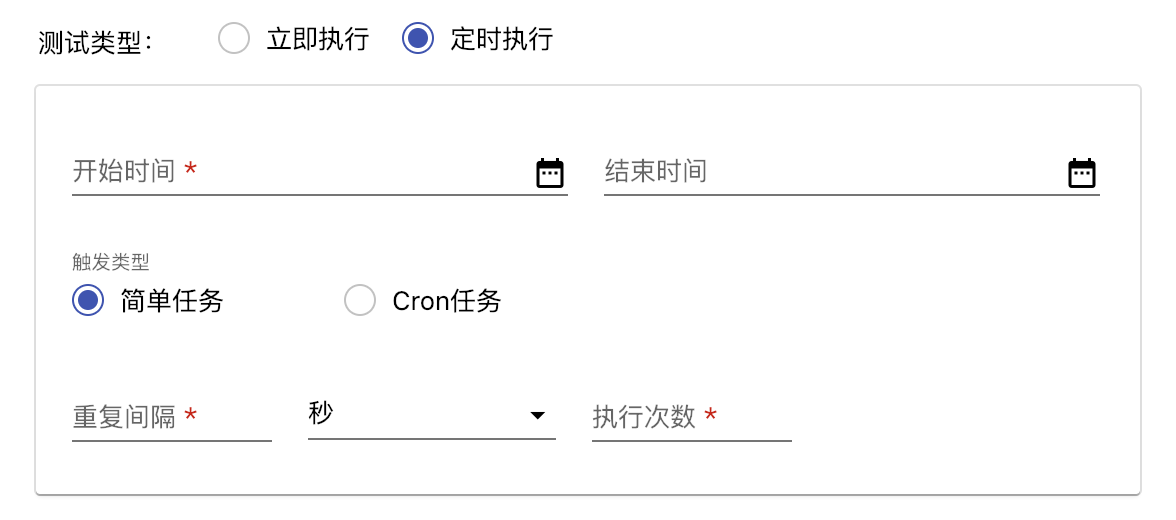 测试类型： 立即执行 定时执行
开始时间 * 结束时间
触发类型
简单任务 Cron任务
重复间隔 * 秒 执行次数 *